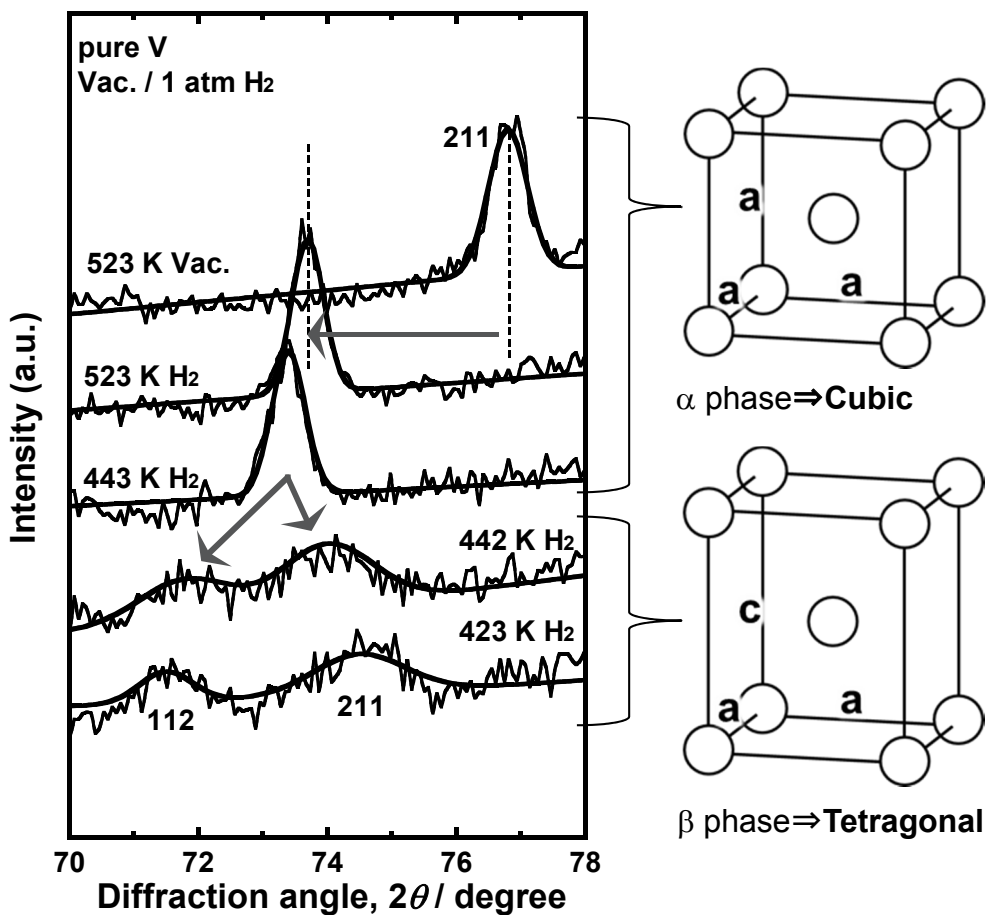 pure V
Vac. / 1 atm H2
211
523 K Vac.
523 K H2
443 K H2
442 K H2
423 K H2
112
211
70
72
74
76
78
Diffraction angle, 2θ / degree
Intensity (a.u.)
a
a
a
α phase⇒Cubic
c
a
a
β phase⇒Tetragonal